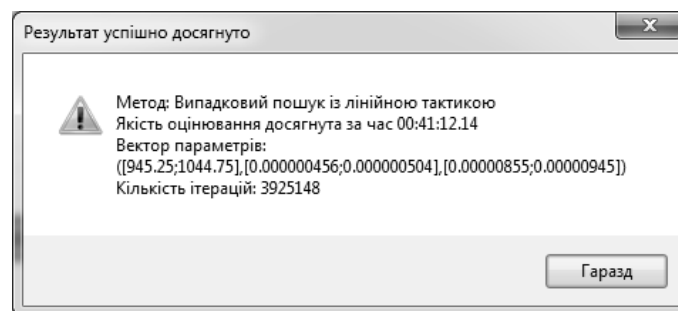 Результат успішно досягнуто
Метод: Випадковий пошук із лінійною тактикою
Якість оцінювання досягнута за час 00:41:12.14
Вектор параметрів:
([945.25;1044.75],[0.000000456;0.000000504],[0.00000855;0.00000945])
Кількість ітерацій: 3925148
Гаразд